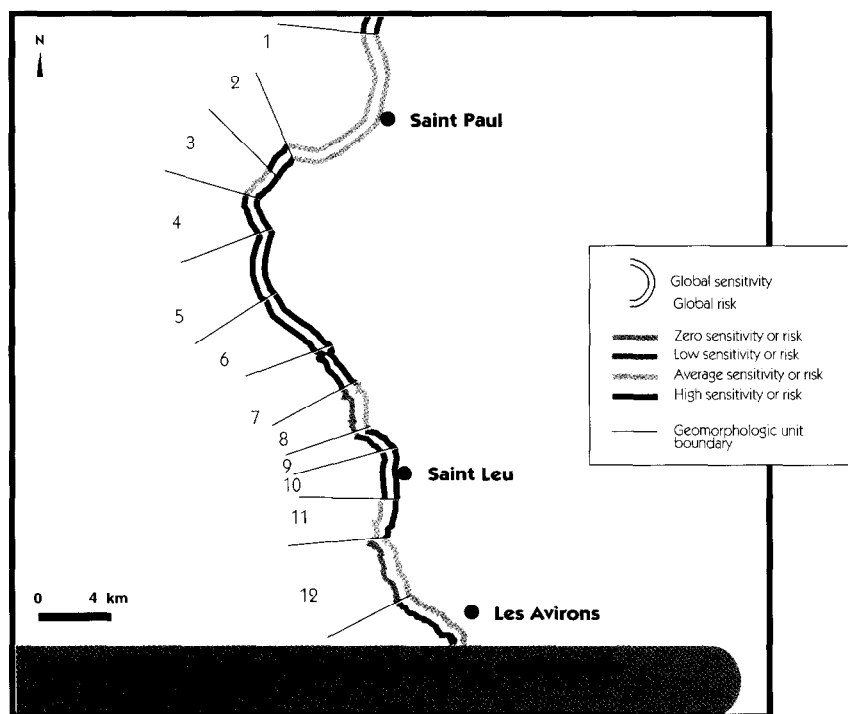 N
1
2
3
4
5
6
7
8
9
10
11
12
Saint Paul
Saint Leu
Les Avirons
0 4 km
Global sensitivity
Global risk
Zero sensitivity or risk
Low sensitivity or risk
Average sensitivity or risk
High sensitivity or risk
Geomorphologic unit
boundary